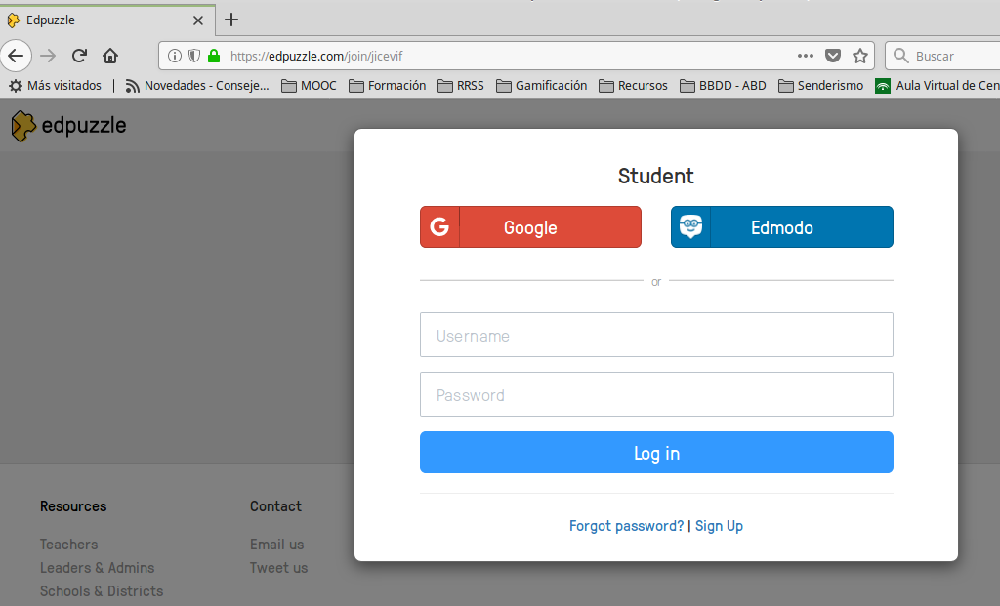 Edpuzzle
https://edpuzzle.com/join/jicevif
Buscar
Más visitados
Novedades - Conseje...
MOOC
Formación
RRSS
Gamificación
Recursos
BBDD - ABD
Senderismo
Aula Virtual de Cen
edpuzzle
Student
G Google
Edmodo
or
Username
Password
Log in
Forgot password? | Sign Up
Resources
Teachers
Leaders & Admins
Schools & Districts
Contact
Email us
Tweet us